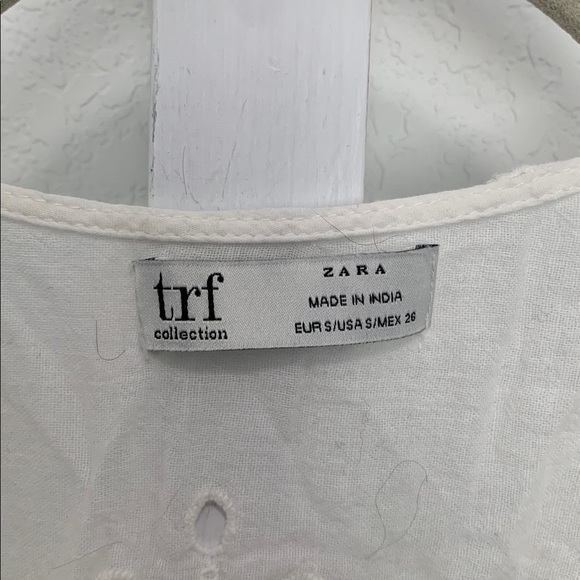 trf
collection
ZARA
MADE IN INDIA
EUR S/USA S/MEX 26